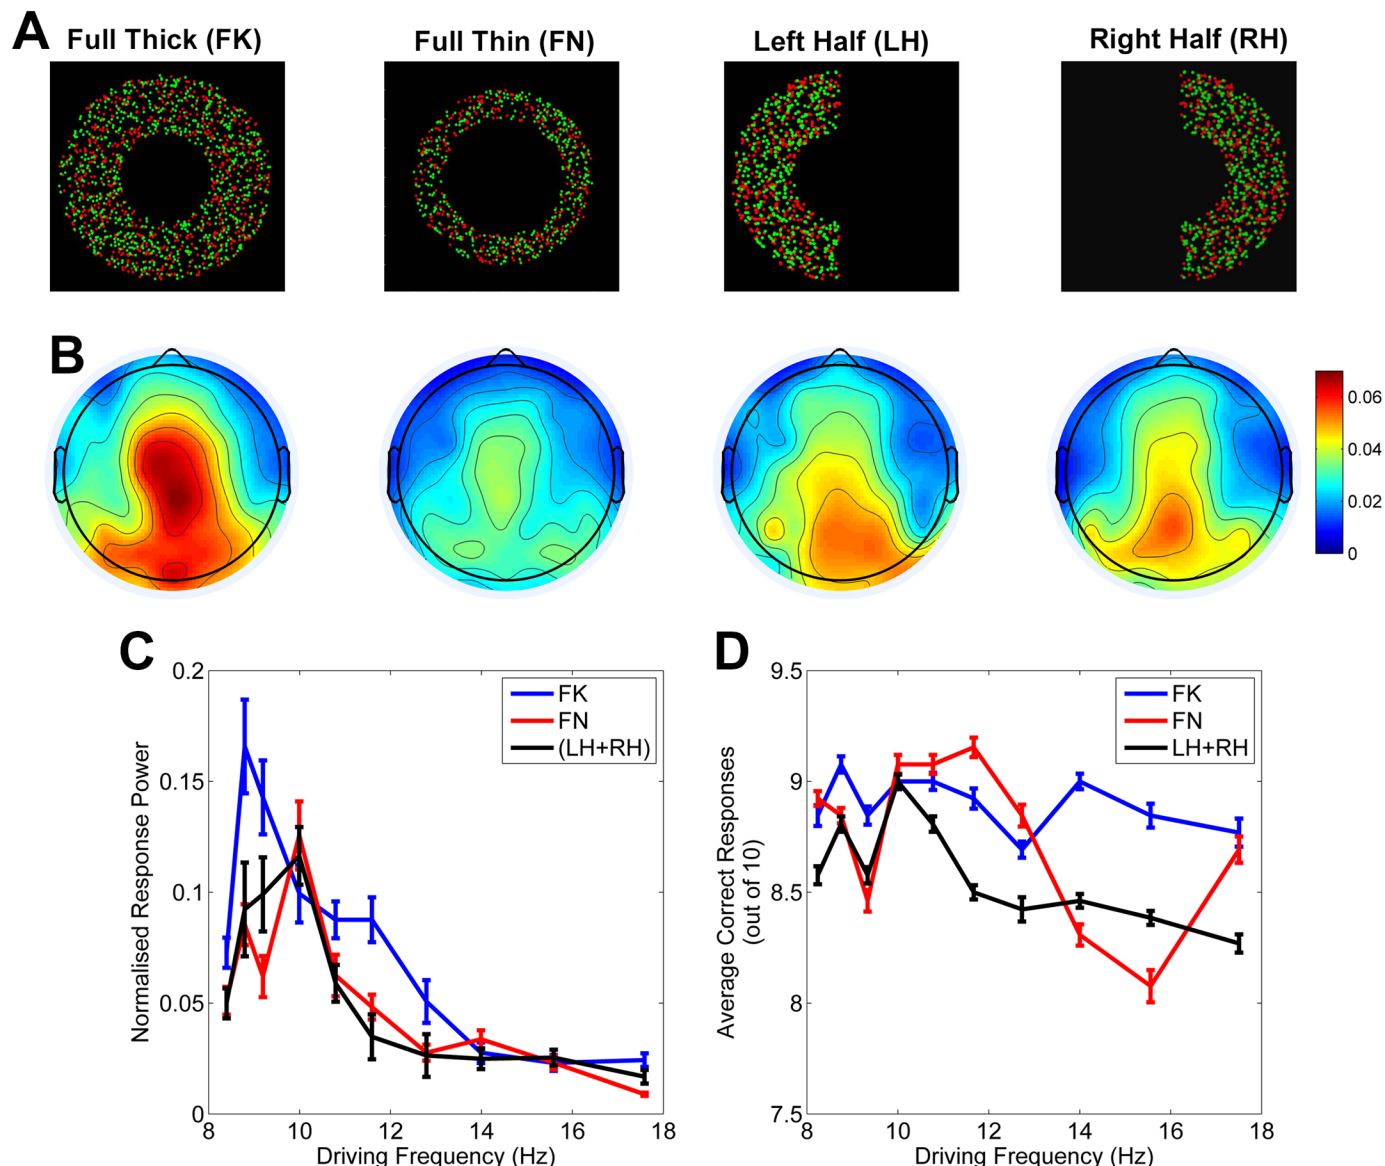 A
Full Thick (FK)
Full Thin (FN)
Left Half (LH)
Right Half (RH)
B
0.06
0.04
0.02
0
C
0.2
0.15
0.1
0.05
0
Normalised Response Power
FK
FN
(LH+RH)
8
10
12
14
16
18
Driving Frequency (Hz)
D
9.5
9
8.5
8
7.5
Average Correct Responses
(out of 10)
FK
FN
LH+RH
8
10
12
14
16
18
Driving Frequency (Hz)